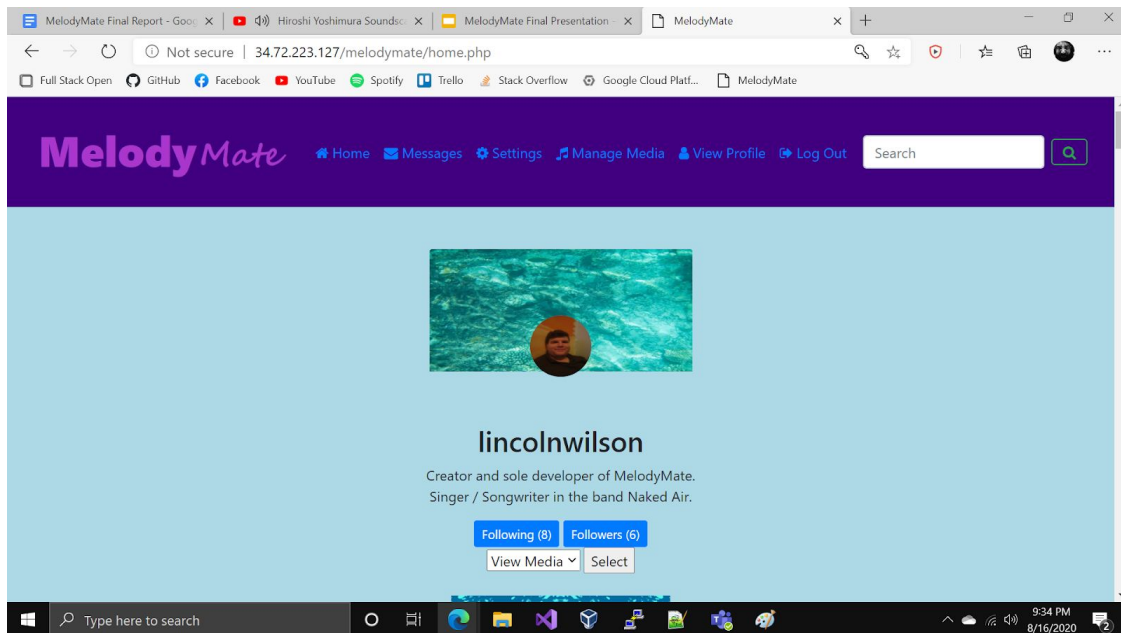 MelodyMate Final Report - Goog
Hiroshi Yoshimura Soundsc
MelodyMate Final Presentation -
MelodyMate
Not secure | 34.72.223.127/melodymate/home.php
Full Stack Open GitHub Facebook YouTube Spotify Trello Stack Overflow Google Cloud Platf... MelodyMate
MelodyMate Home Messages Settings Manage Media View Profile Log Out Search
lincolnwilson
Creator and sole developer of MelodyMate.
Singer / Songwriter in the band Naked Air.
Following (8) Followers (6)
View Media Select
Type here to search
9:34 PM
8/16/2020
2